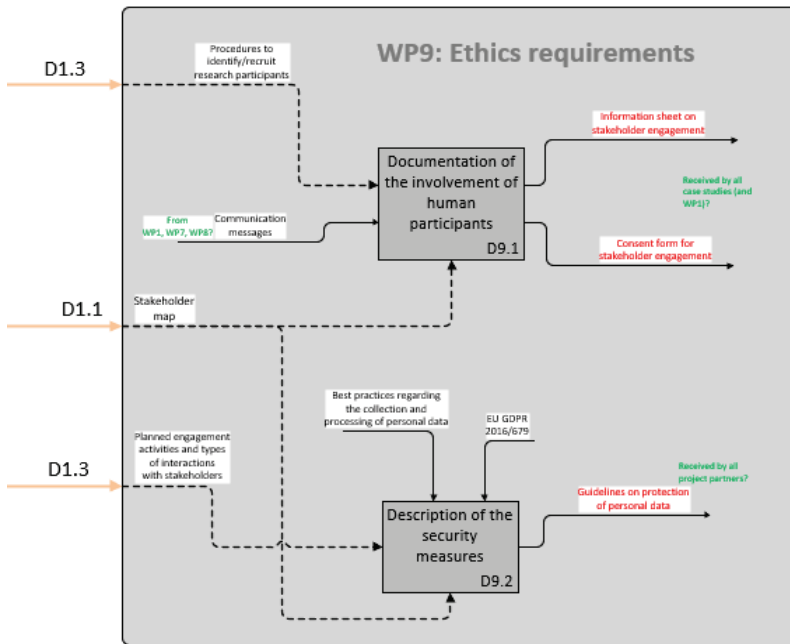 WP9: Ethics requirements
D1.3
Procedures to
identify/recruit
research participants
Information sheet on
stakeholder engagement
Documentation of
the involvement of
human
participants
D9.1
Received by all
case studies (and
WP1)?
From
WP1, WP7, WP8?
Communication
messages
Consent form for
stakeholder engagement
D1.1
Stakeholder
map
Best practices regarding
the collection and
processing of personal data
EU GDPR
2016/679
D1.3
Planned engagement
activities and types
of interactions
with stakeholders
Received by all
project partners?
Guidelines on protection
of personal data
Description of the
security
measures
D9.2